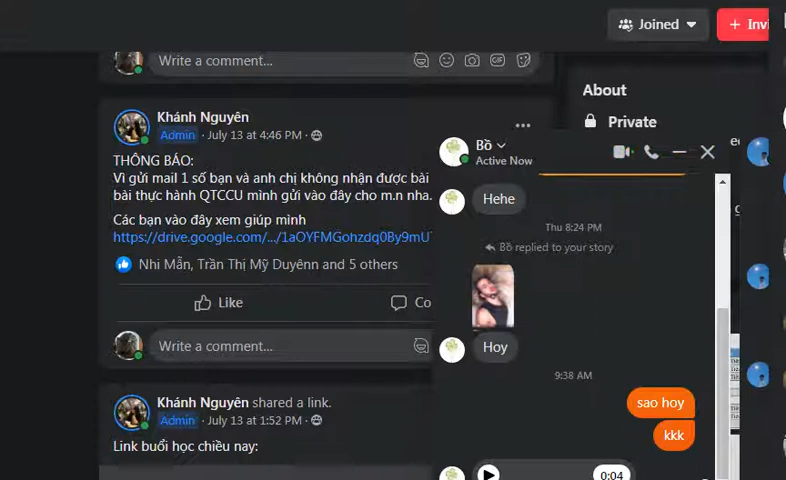 Joined
+ Invi
Write a comment...
About
Private
Khánh Nguyên
Admin · July 13 at 4:46 PM ·
THÔNG BÁO:
Vì gửi mail 1 số bạn và anh chị không nhận được bài
bài thực hành QTCCU mình gửi vào đây cho m.n nha.
Các bạn vào đây xem giúp mình
https://drive.google.com/.../1aOYFMGohzdq0By9mU
Nhi Mẫn, Trần Thị Mỹ Duyênn and 5 others
Like
Co
Write a comment...
Khánh Nguyên shared a link.
Admin · July 13 at 1:52 PM ·
Link buổi học chiều nay:
Bồ
Active Now
Hehe
Thu 8:24 PM
Bồ replied to your story
Hoy
9:38 AM
sao hoy
kkk
0:04